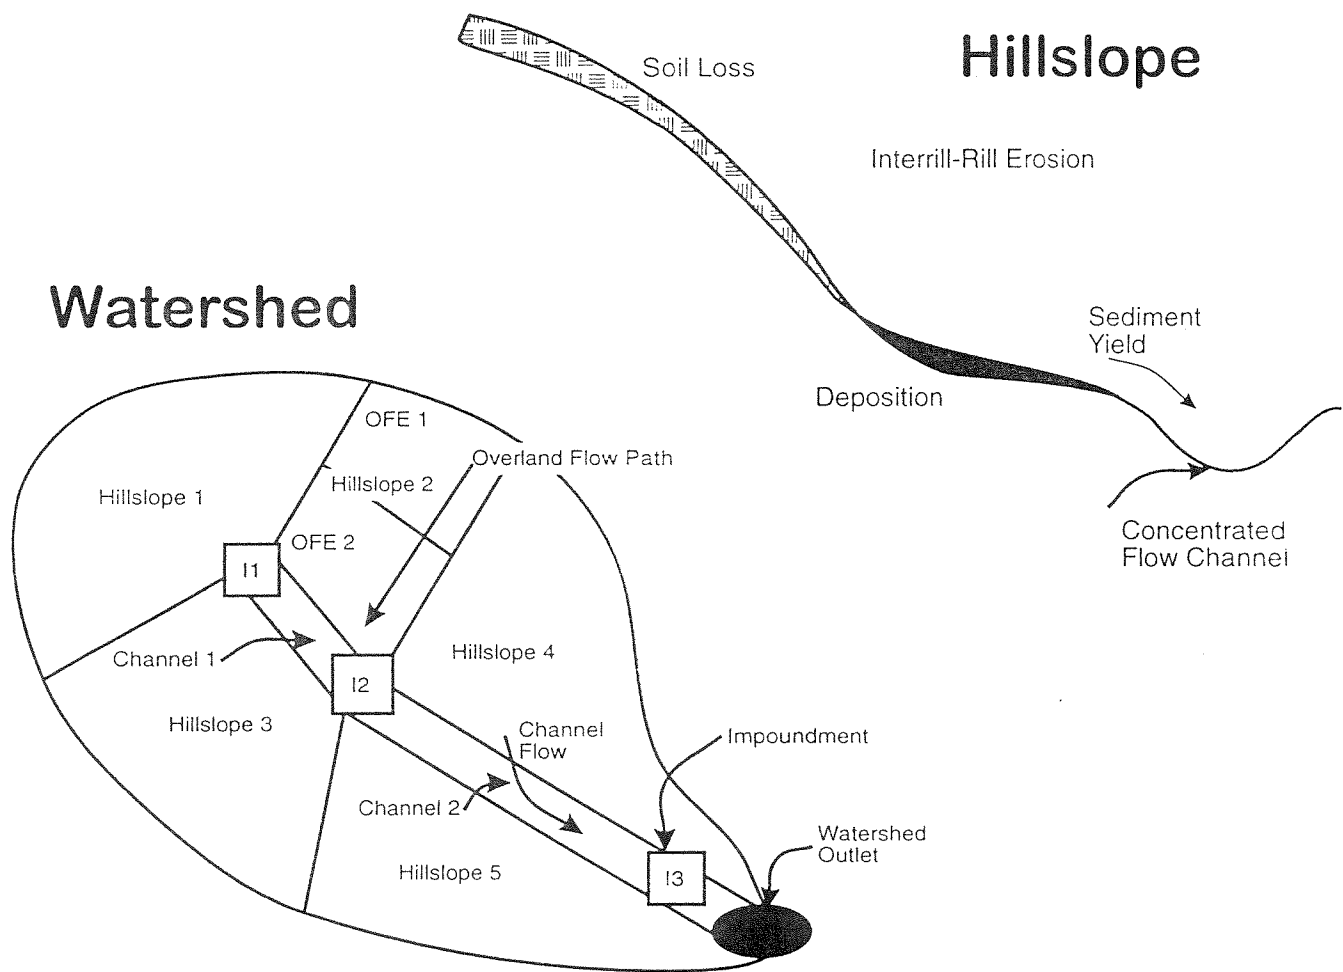 Hillslope
Soil Loss
Interrill-Rill Erosion
Sediment
Yield
Deposition
Concentrated
Flow Channel
Watershed
OFE 1
Overland Flow Path
Hillslope 1
Hillslope 2
OFE 2
I1
Channel 1
I2
Hillslope 4
Hillslope 3
Channel
Flow
Impoundment
Channel 2
Watershed
Outlet
Hillslope 5
I3